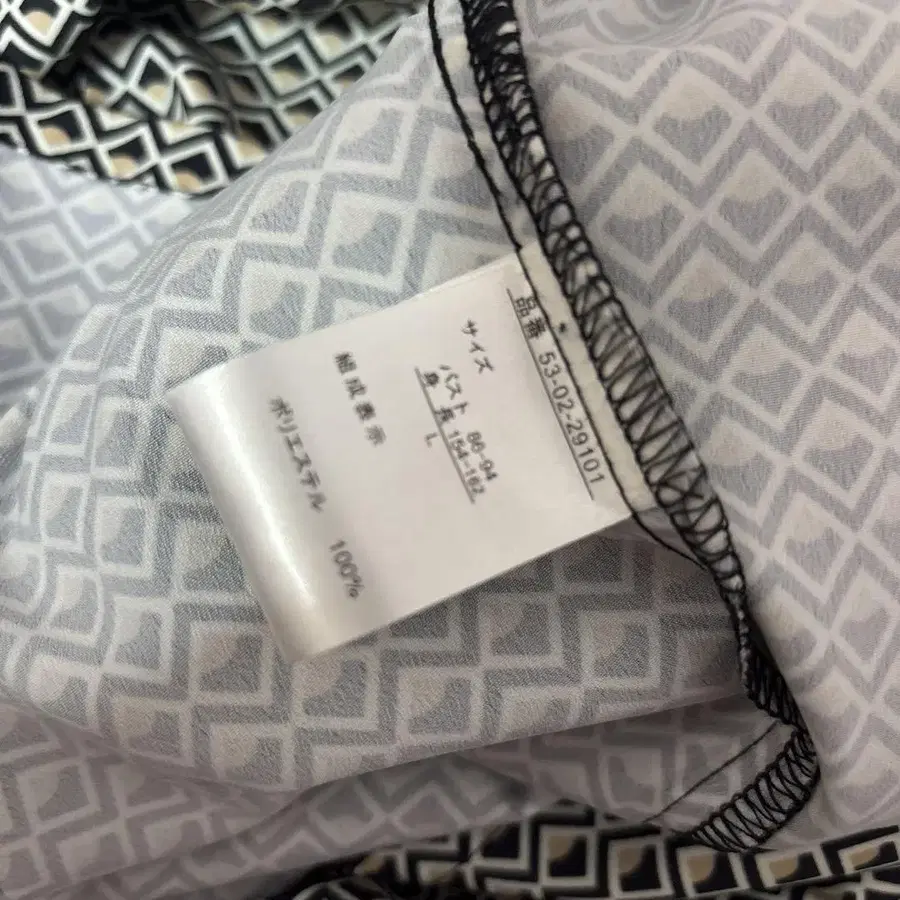 品番 53-02-29101
サイズ
バスト 86-94
身 長 154-162
L
組成表示
ポリエステル 100%